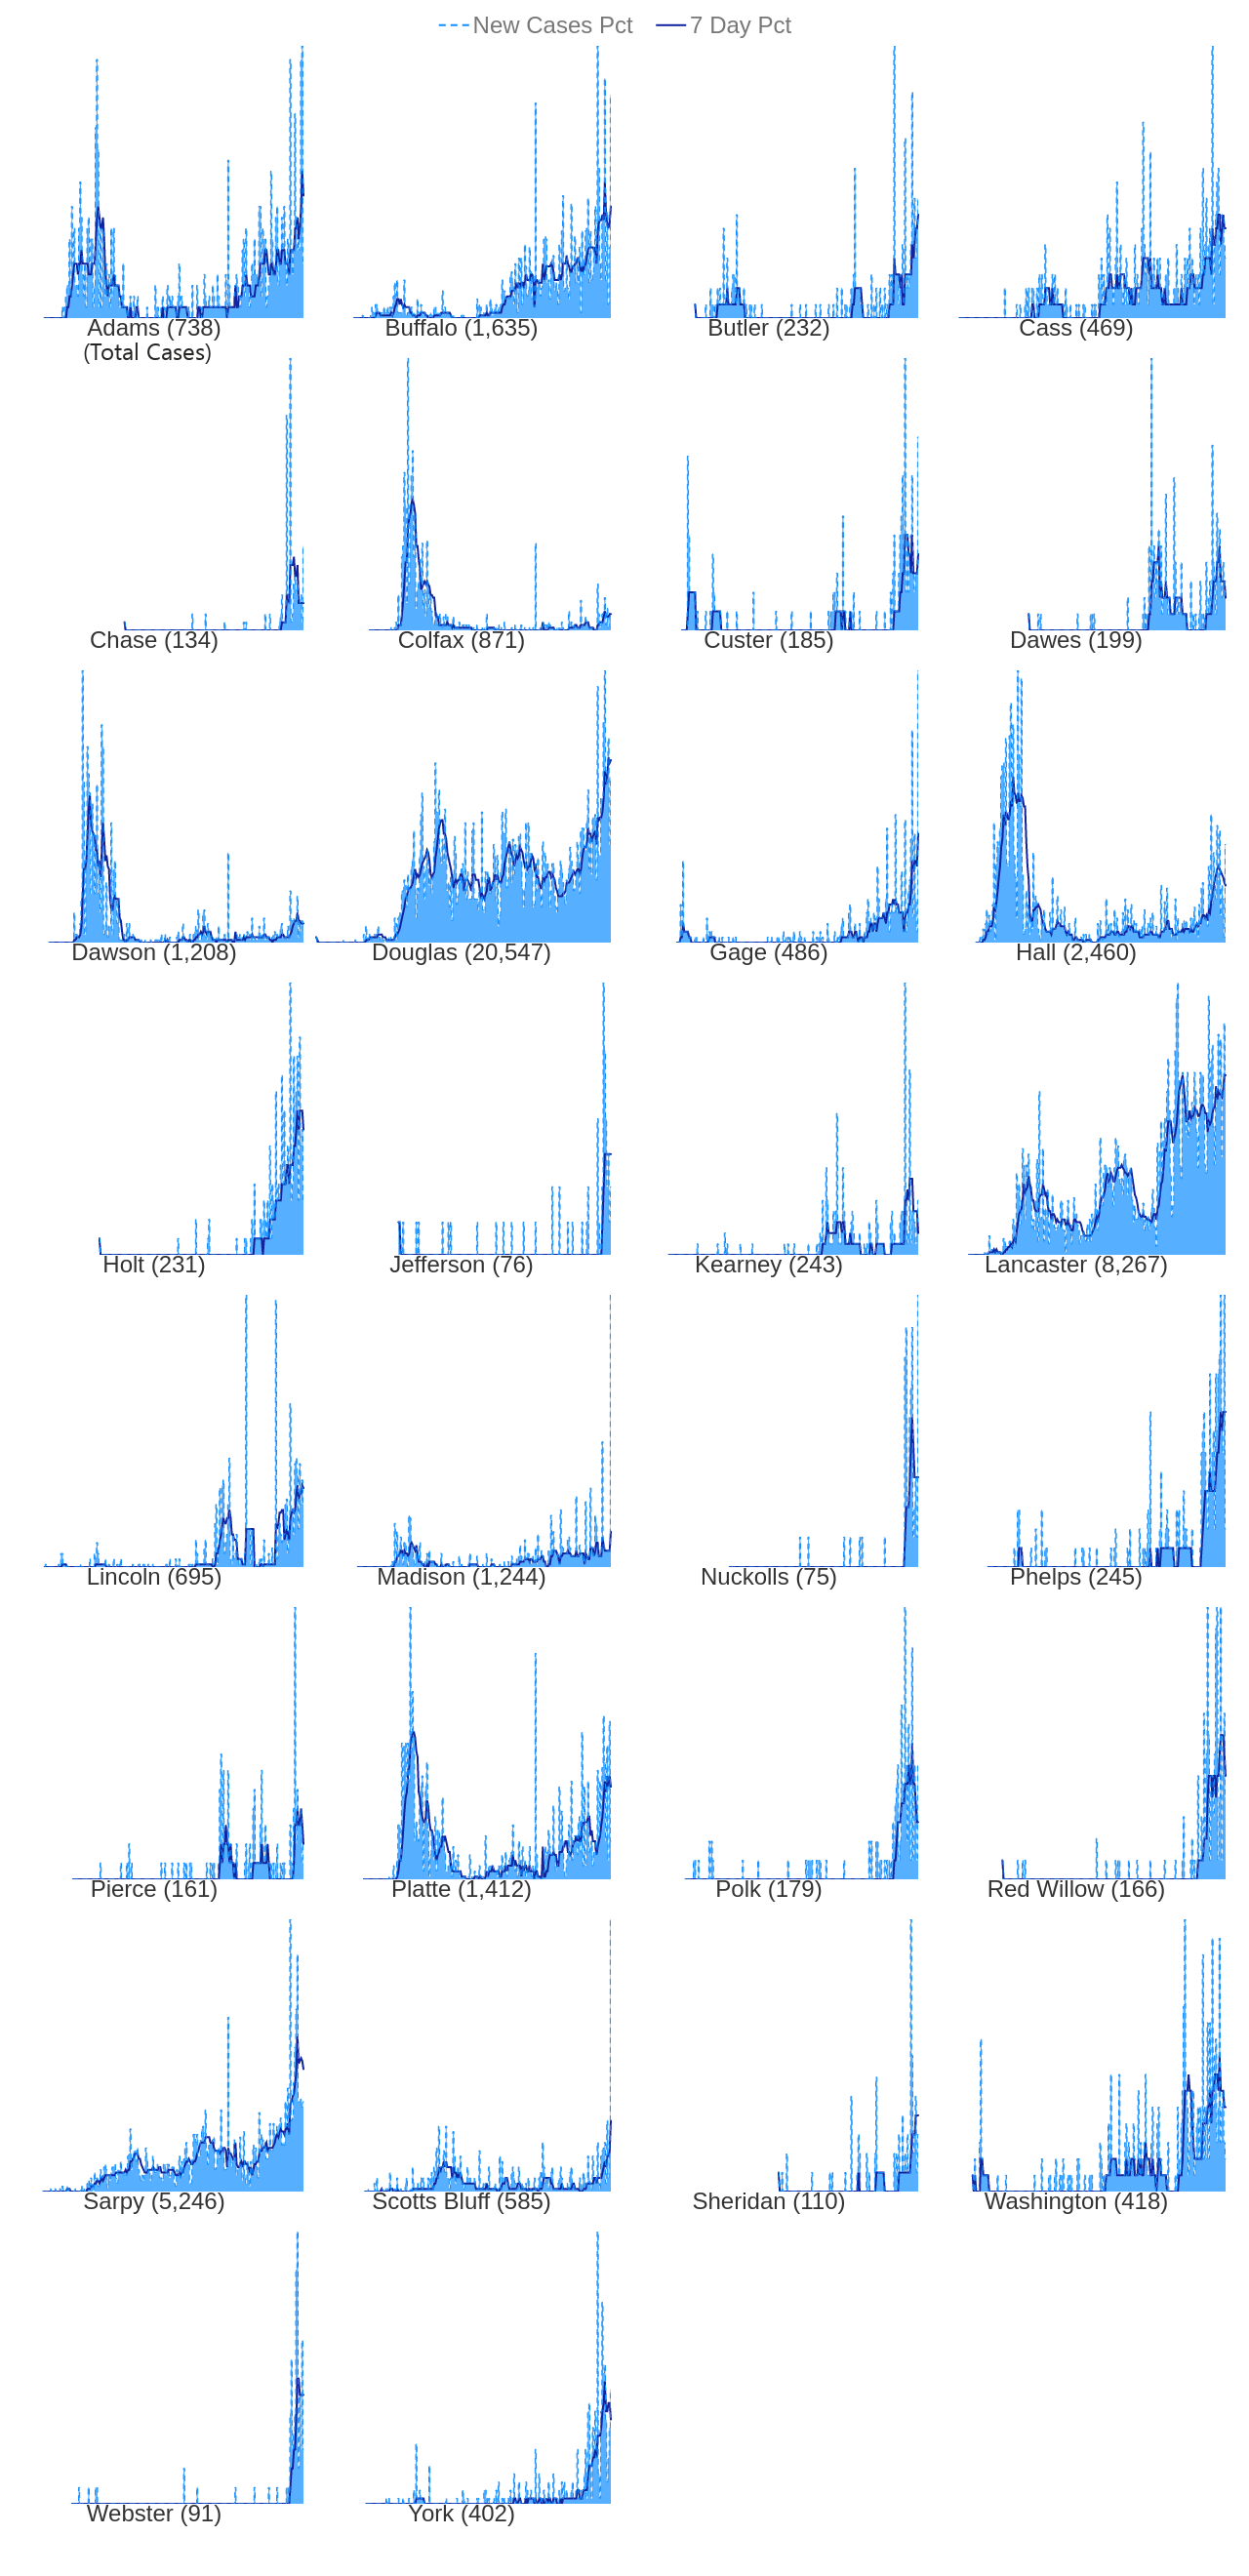 New Cases Pct 7 Day Pct
Adams (738) Buffalo (1,635) Butler (232) Cass (469)
(Total Cases)
Chase (134) Colfax (871) Custer (185) Dawes (199)
Dawson (1,208) Douglas (20,547) Gage (486) Hall (2,460)
Holt (231) Jefferson (76) Kearney (243) Lancaster (8,267)
Lincoln (695) Madison (1,244) Nuckolls (75) Phelps (245)
Pierce (161) Platte (1,412) Polk (179) Red Willow (166)
Sarpy (5,246) Scotts Bluff (585) Sheridan (110) Washington (418)
Webster (91) York (402)